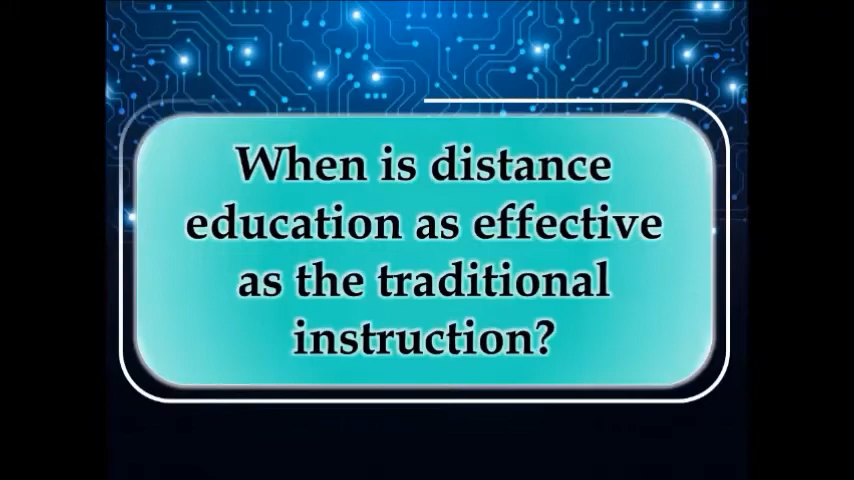 When is distance
education as effective
as the traditional
instruction?